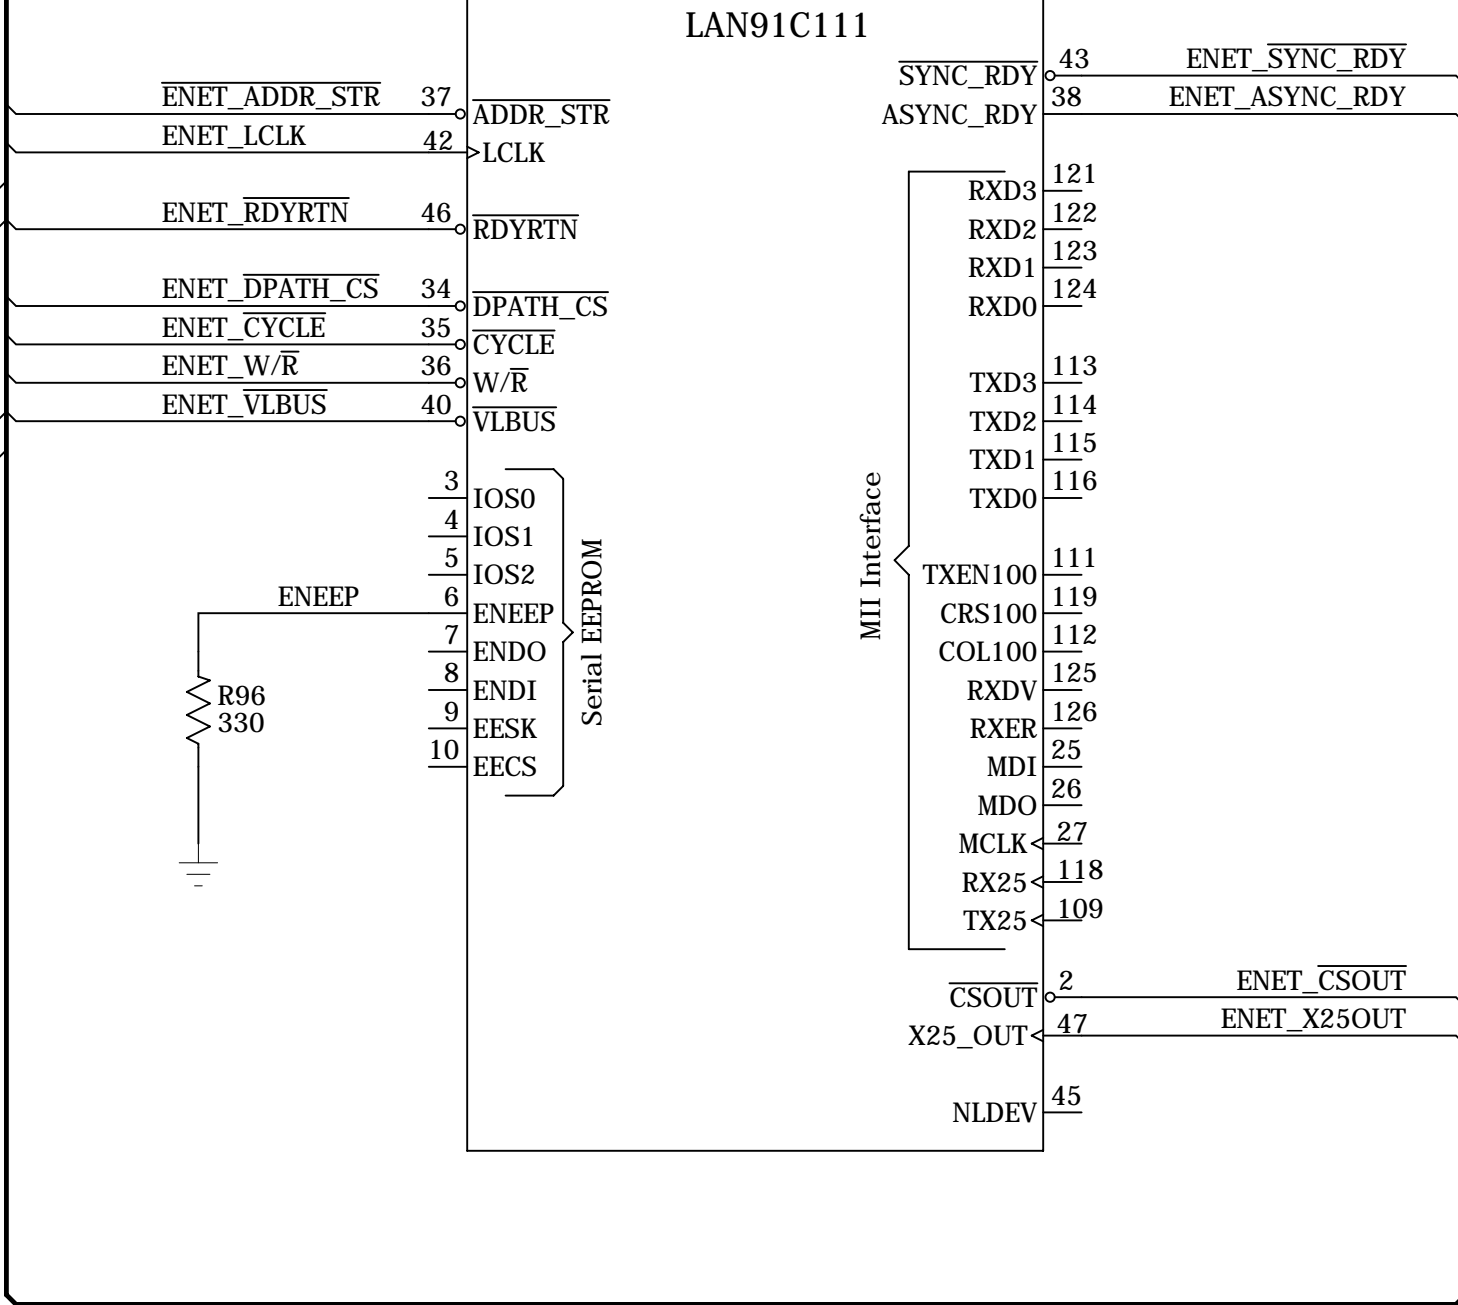 LAN91C111
ENET_ADDR_STR 37 ADDR_STR
ENET_LCLK 42 LCLK
ENET_RDYRTN 46 RDYRTN
ENET_DPATH_CS 34 DPATH_CS
ENET_CYCLE 35 CYCLE
ENET_W/R 36 W/R
ENET_VLBUS 40 VLBUS
3 IOS0
4 IOS1
5 IOS2
ENEEP 6 ENEEP
7 ENDO
8 ENDI
9 EESK
10 EECS
Serial EEPROM
R96
330
SYNC_RDY 43 ENET_SYNC_RDY
ASYNC_RDY 38 ENET_ASYNC_RDY
MII Interface
RXD3 121
RXD2 122
RXD1 123
RXD0 124
TXD3 113
TXD2 114
TXD1 115
TXD0 116
TXEN100 111
CRS100 119
COL100 112
RXDV 125
RXER 126
MDI 25
MDO 26
MCLK 27
RX25 118
TX25 109
CSOUT 2 ENET_CSOUT
X25_OUT 47 ENET_X25OUT
NLDEV 45